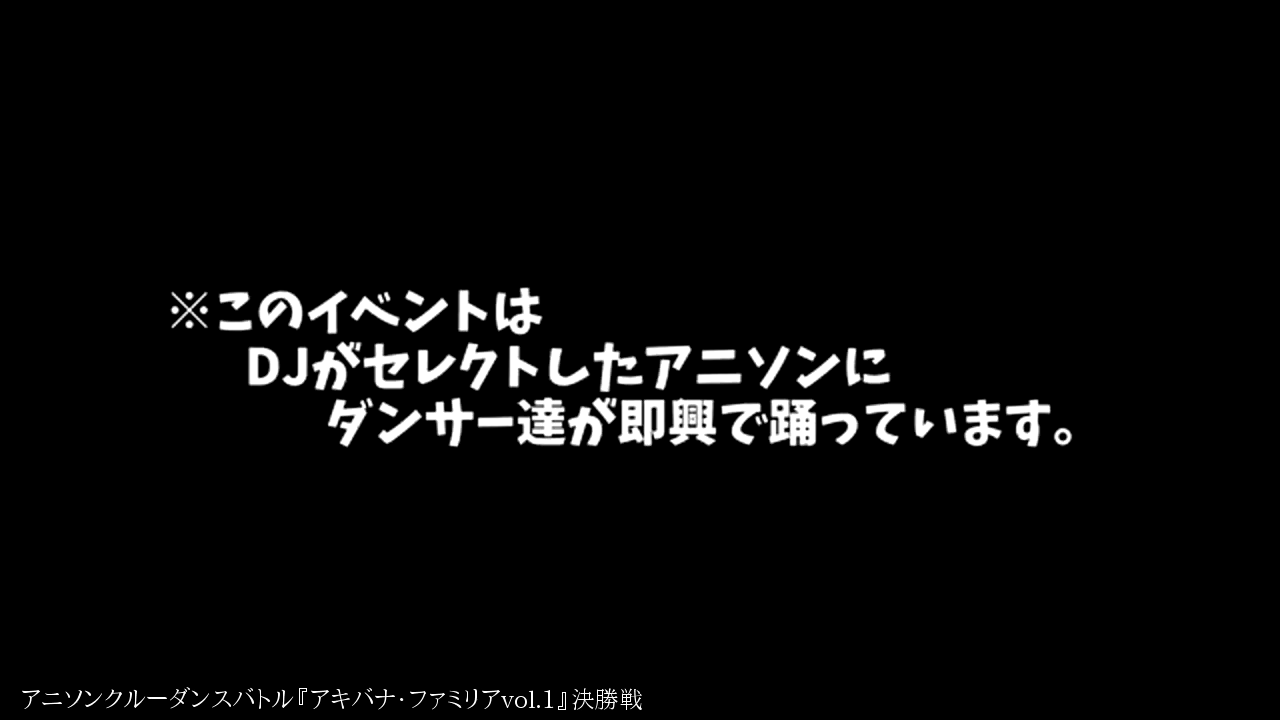 ※このイベントは
DJがセレクトしたアニソンに
ダンサー達が即興で踊っています。
アニソンクルーダンスバトル『アキバナ・ファミリアvol.1』決勝戦